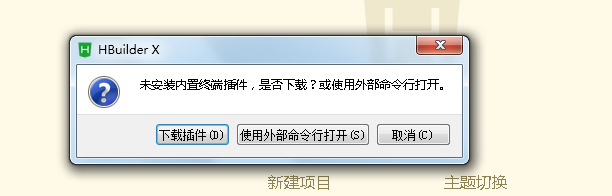 HBuilder X
未安装内置终端插件，是否下载？或使用外部命令行打开。
下载插件(D)
使用外部命令行打开(S)
取消(C)
新建项目
主题切换